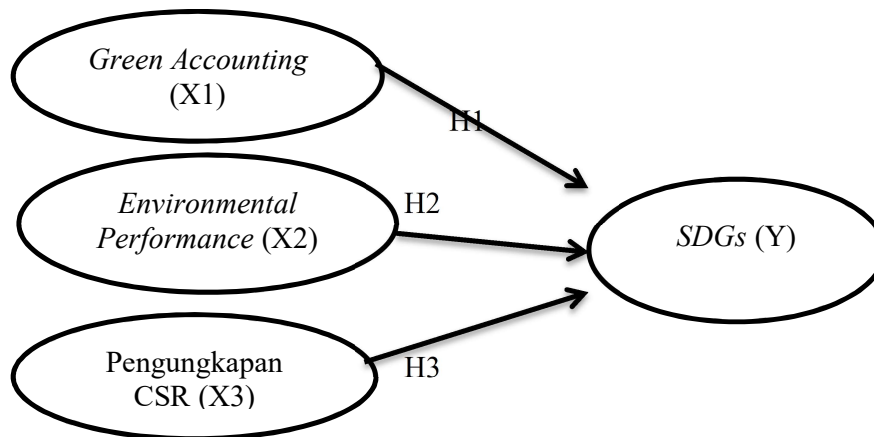 Green Accounting
(X1)
H1
Environmental
Performance (X2)
H2
SDGs (Y)
Pengungkapan
CSR (X3)
H3